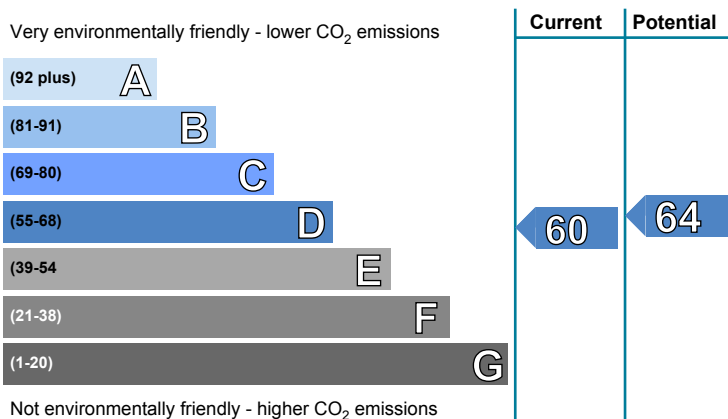 Current Potential
Very environmentally friendly - lower CO2 emissions
(92 plus) A
(81-91) B
(69-80) C
(55-68) D 60 64
(39-54 E
(21-38) F
(1-20) G
Not environmentally friendly - higher CO2 emissions